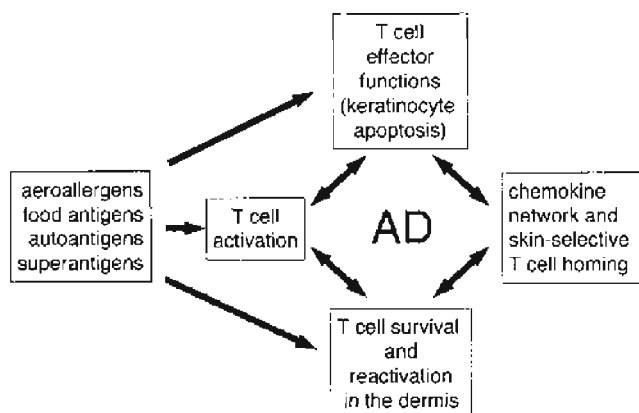 T cell
effector
functions
(keratinocyte
apoptosis)
aeroallergens
food antigens
autoantigens
superantigens
T cell
activation
AD
chemokine
network and
skin-selective
T cell homing
T cell survival
and
reactivation
in the dermis